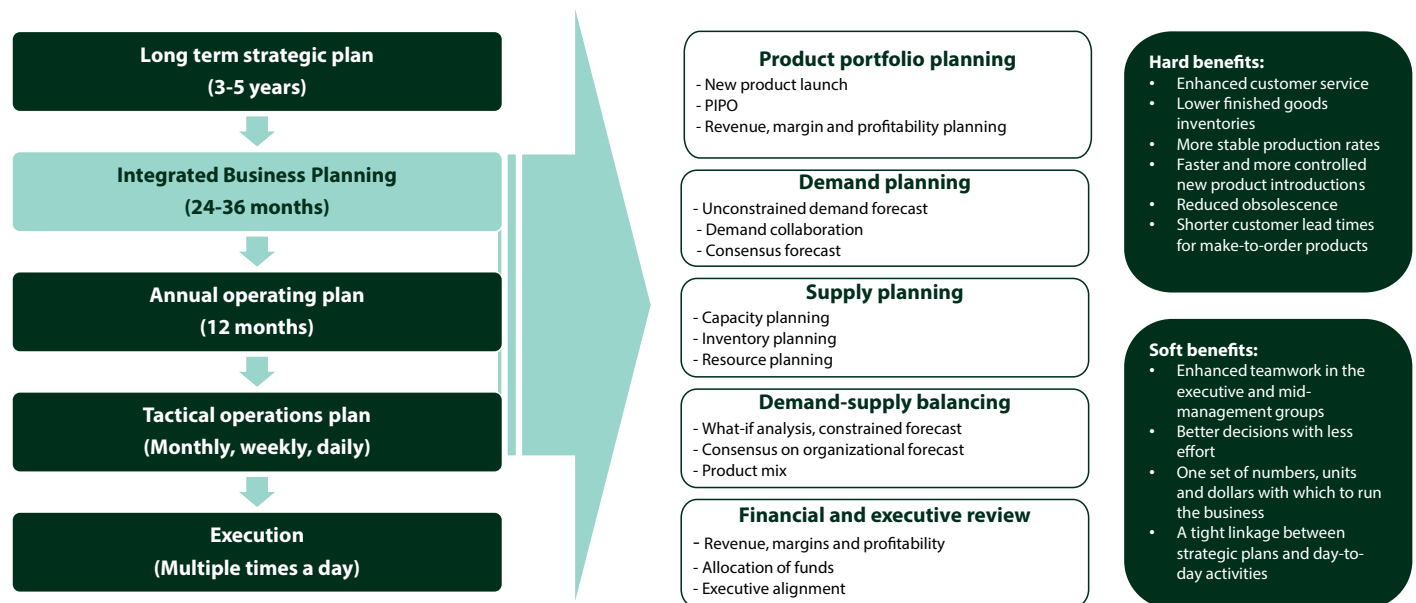 Long term strategic plan
(3-5 years)
Integrated Business Planning
(24-36 months)
Annual operating plan
(12 months)
Tactical operations plan
(Monthly, weekly, daily)
Execution
(Multiple times a day)
Product portfolio planning
- New product launch
- PIPO
- Revenue, margin and profitability planning
Demand planning
- Unconstrained demand forecast
- Demand collaboration
- Consensus forecast
Supply planning
- Capacity planning
- Inventory planning
- Resource planning
Demand-supply balancing
- What-if analysis, constrained forecast
- Consensus on organizational forecast
- Product mix
Financial and executive review
- Revenue, margins and profitability
- Allocation of funds
- Executive alignment
Hard benefits:
• Enhanced customer service
• Lower finished goods
inventories
• More stable production rates
• Faster and more controlled
new product introductions
• Reduced obsolescence
• Shorter customer lead times
for make-to-order products
Soft benefits:
• Enhanced teamwork in the
executive and mid-
management groups
• Better decisions with less
effort
• One set of numbers, units
and dollars with which to run
the business
• A tight linkage between
strategic plans and day-to-
day activities